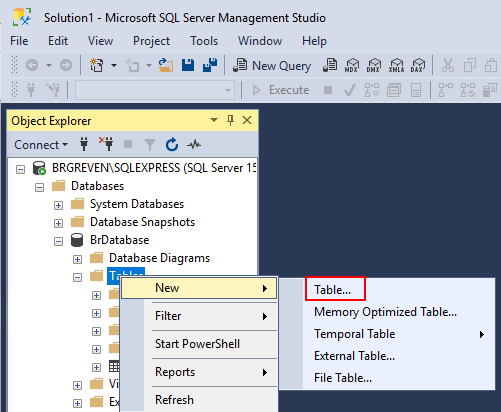 Solution1 - Microsoft SQL Server Management Studio
File Edit View Project Tools Window Help
New Query MDX DMX XMLA DAX
Execute
Object Explorer
Connect
BRGREVEN\SQLEXPRESS (SQL Server 15
Databases
System Databases
Database Snapshots
BrDatabase
Database Diagrams
Tables
New
Table...
Memory Optimized Table...
Filter
Temporal Table
Start PowerShell
External Table...
Reports
File Table...
Vi
Ex
Refresh